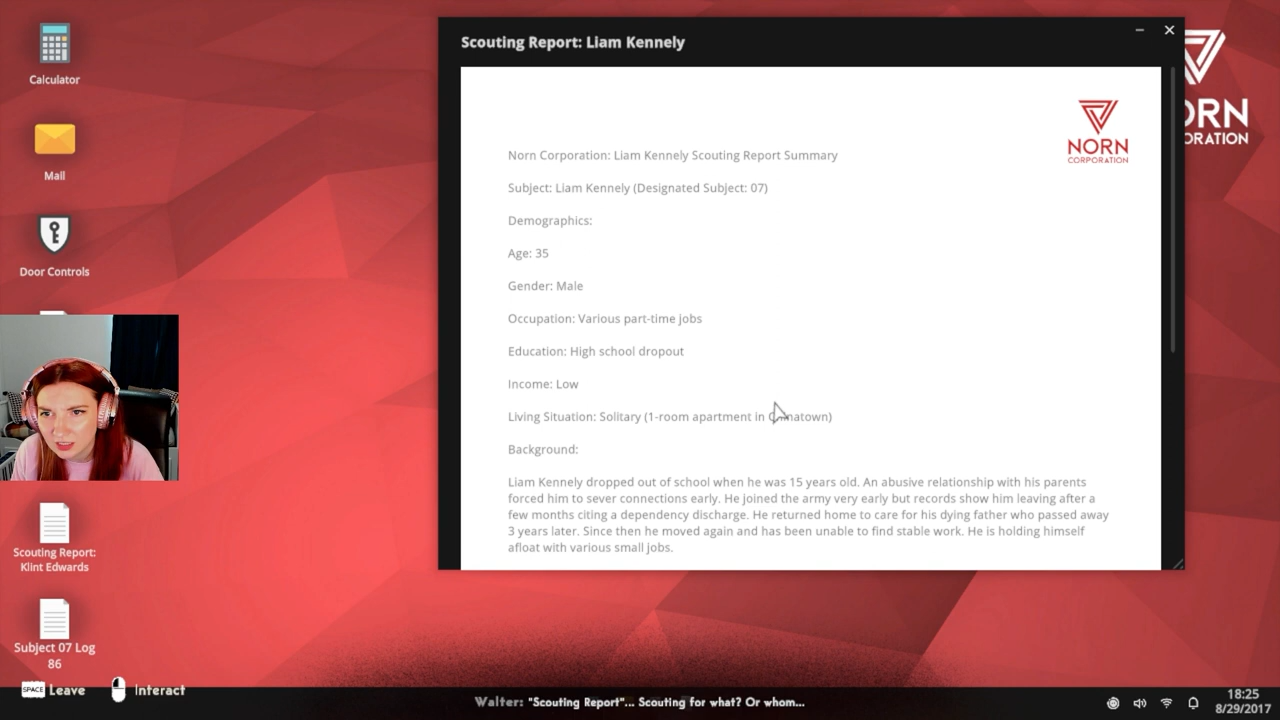 Calculator
Mail
Door Controls
Scouting Report:
Klint Edwards
Subject 07 Log
86
Scouting Report: Liam Kennely
NORN
CORPORATION
Norn Corporation: Liam Kennely Scouting Report Summary
Subject: Liam Kennely (Designated Subject: 07)
Demographics:
Age: 35
Gender: Male
Occupation: Various part-time jobs
Education: High school dropout
Income: Low
Living Situation: Solitary (1-room apartment in Chinatown)
Background:
Liam Kennely dropped out of school when he was 15 years old. An abusive relationship with his parents
forced him to sever connections early. He joined the army very early but records show him leaving after a
few months citing a dependency discharge. He returned home to care for his dying father who passed away
3 years later. Since then he moved again and has been unable to find stable work. He is holding himself
afloat with various small jobs.
ORN
ORATION
SPACE Leave
Interact
Walter: "Scouting Report"... Scouting for what? Or whom...
18:25
8/29/2017